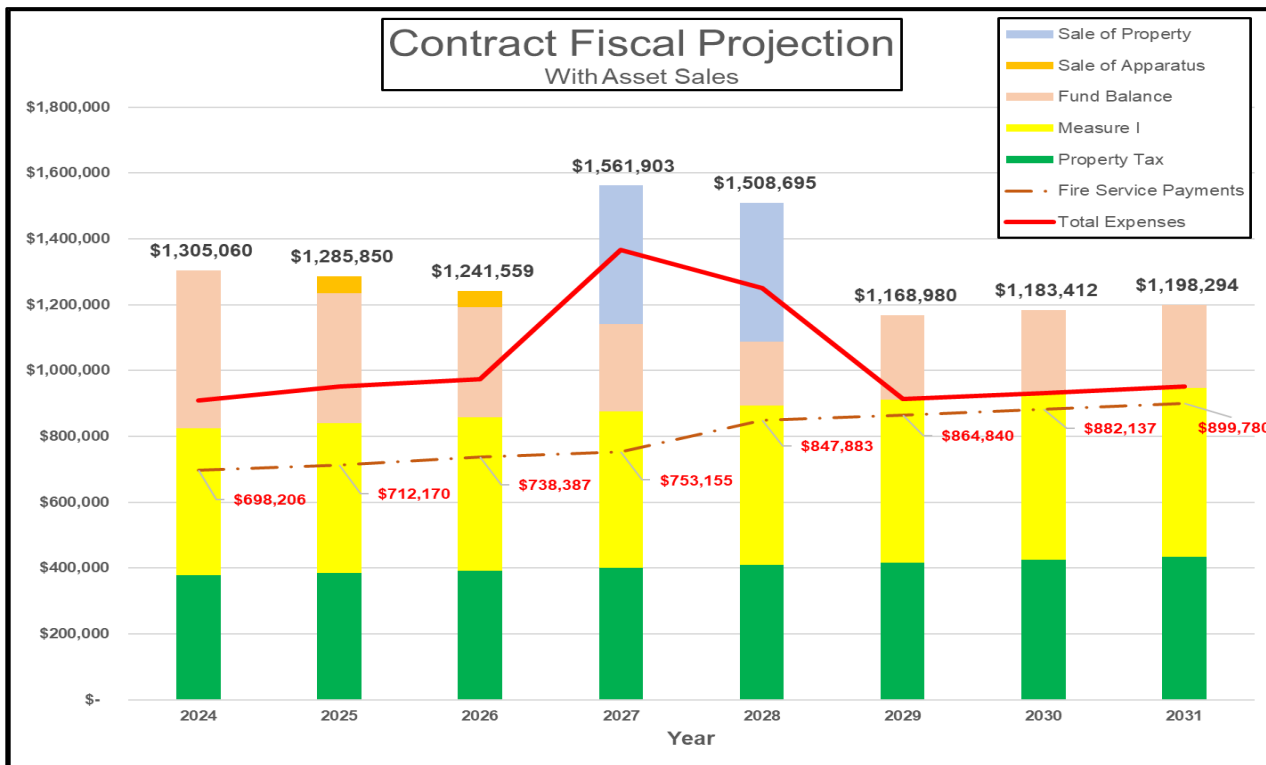 Contract Fiscal Projection
With Asset Sales
Sale of Property
Sale of Apparatus
Fund Balance
Measure I
Property Tax
Fire Service Payments
Total Expenses
$1,800,000
$1,600,000
$1,400,000
$1,200,000
$1,000,000
$800,000
$600,000
$400,000
$200,000
$-
$1,305,060
$1,285,850
$1,241,559
$1,561,903
$1,508,695
$1,168,980
$1,183,412
$1,198,294
$698,206
$712,170
$738,387
$753,155
$847,883
$864,840
$882,137
$899,780
2024 2025 2026 2027 2028 2029 2030 2031
Year